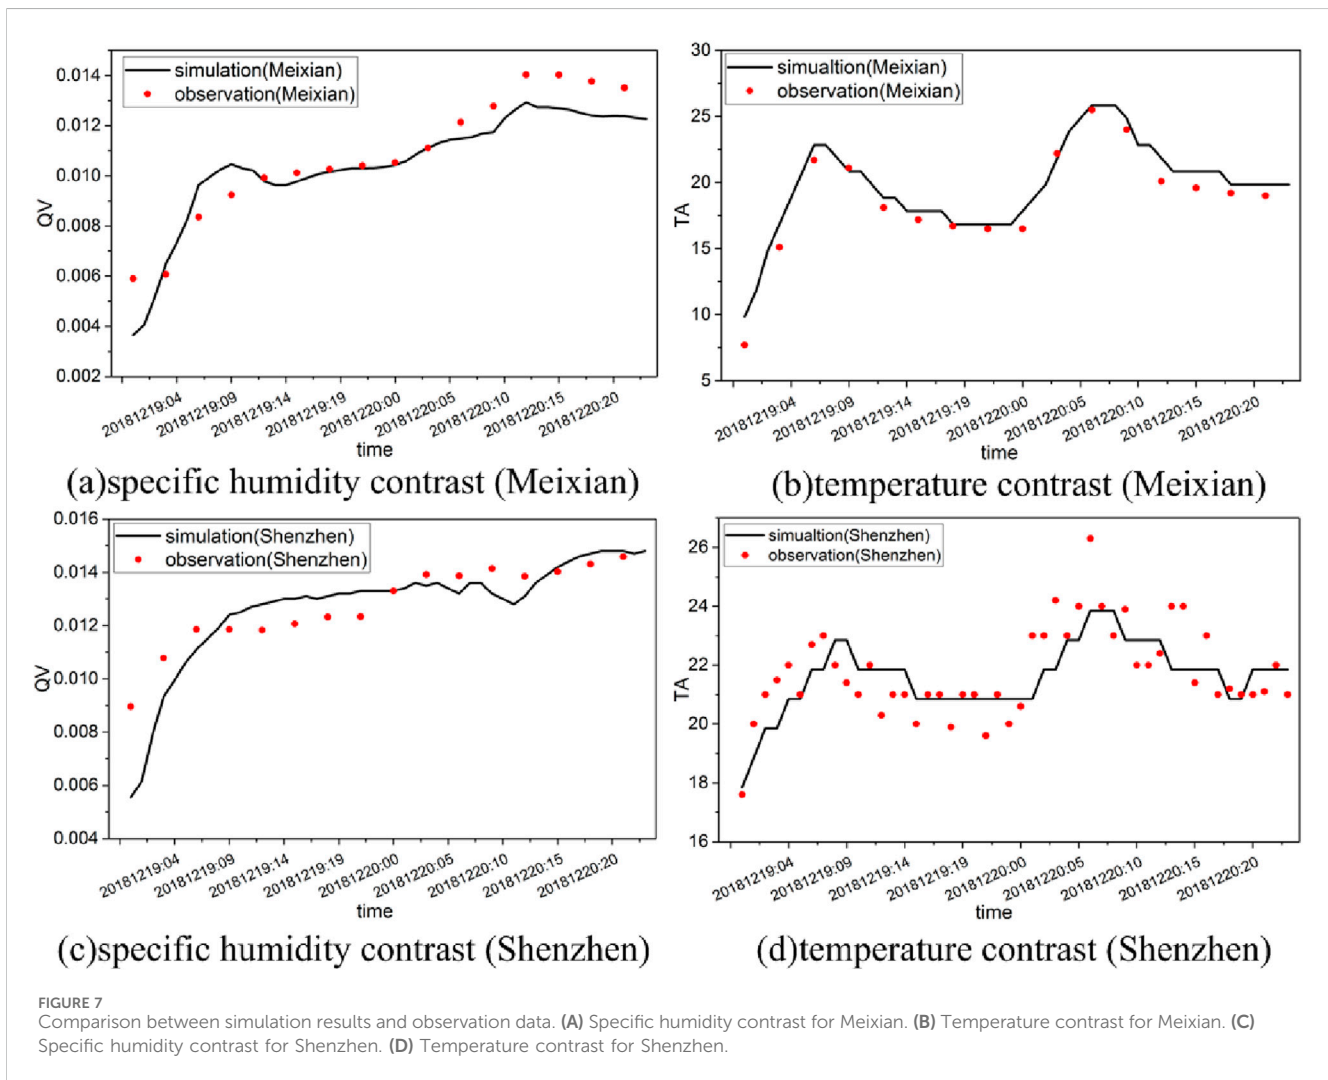 0.014
0.012
0.010
0.008
0.006
0.004
0.002
QV
simulation(Meixian)
observation(Meixian)
20181219:04
20181219:09
20181219:14
20181219:19
20181220:00
20181220:05
20181220:10
20181220:15
20181220:20
time
(a)specific humidity contrast (Meixian)
30
25
20
15
10
5
TA
simualtion(Meixian)
observation(Meixian)
20181219:04
20181219:09
20181219:14
20181219:19
20181220:00
20181220:05
20181220:10
20181220:15
20181220:20
time
(b)temperature contrast (Meixian)
0.016
0.014
0.012
0.010
0.008
0.006
0.004
QV
simulation(Shenzhen)
observation(Shenzhen)
20181219:04
20181219:09
20181219:14
20181219:19
20181220:00
20181220:05
20181220:10
20181220:15
20181220:20
time
(c)specific humidity contrast (Shenzhen)
26
24
22
20
18
16
TA
simualtion(Shenzhen)
observation(Shenzhen)
20181219:04
20181219:09
20181219:14
20181219:19
20181220:00
20181220:05
20181220:10
20181220:15
20181220:20
time
(d)temperature contrast (Shenzhen)
FIGURE 7
Comparison between simulation results and observation data. (A) Specific humidity contrast for Meixian. (B) Temperature contrast for Meixian. (C)
Specific humidity contrast for Shenzhen. (D) Temperature contrast for Shenzhen.